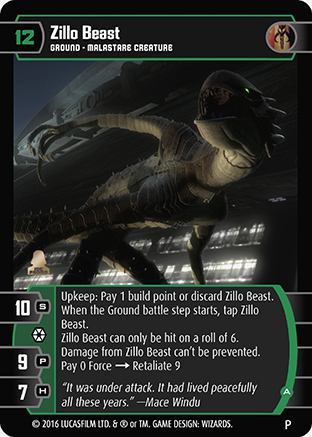 12
Zillo Beast
GROUND - MALASTARE CREATURE
10 S
Upkeep: Pay 1 build point or discard Zillo Beast.
When the Ground battle step starts, tap Zillo
Beast.
Zillo Beast can only be hit on a roll of 6.
9 P
Damage from Zillo Beast can't be prevented.
Pay 0 Force → Retaliate 9
7 H
"It was under attack. It had lived peacefully
all these years." —Mace Windu
A
© 2016 LUCASFILM LTD. & ® OR TM. GAME DESIGN: WIZARDS.
P